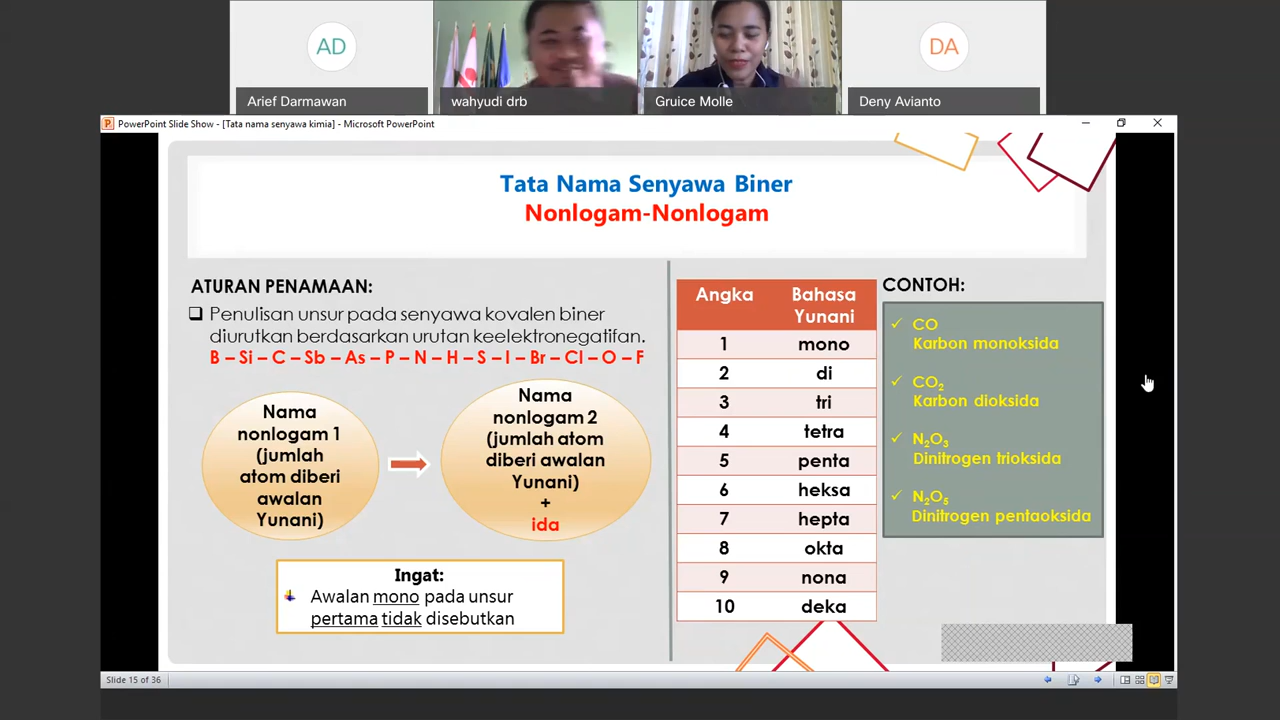 AD
DA
Arief Darmawan
wahyudi drb
Gruice Molle
Deny Avianto
PowerPoint Slide Show - [Tata nama senyawa kimia] - Microsoft PowerPoint
Tata Nama Senyawa Biner
Nonlogam-Nonlogam
ATURAN PENAMAAN:
Penulisan unsur pada senyawa kovalen biner
diurutkan berdasarkan urutan keelektronegatifan.
B – Si – C – Sb – As – P – N – H – S – I – Br – Cl – O – F
Nama
nonlogam 1
(jumlah
atom diberi
awalan
Yunani)
Nama
nonlogam 2
(jumlah atom
diberi awalan
Yunani)
+
ida
Ingat:
Awalan mono pada unsur
pertama tidak disebutkan
Angka Bahasa
Yunani
1 mono
2 di
3 tri
4 tetra
5 penta
6 heksa
7 hepta
8 okta
9 nona
10 deka
CONTOH:
CO
Karbon monoksida
CO₂
Karbon dioksida
N₂O₃
Dinitrogen trioksida
N₂O₅
Dinitrogen pentaoksida
Slide 15 of 36